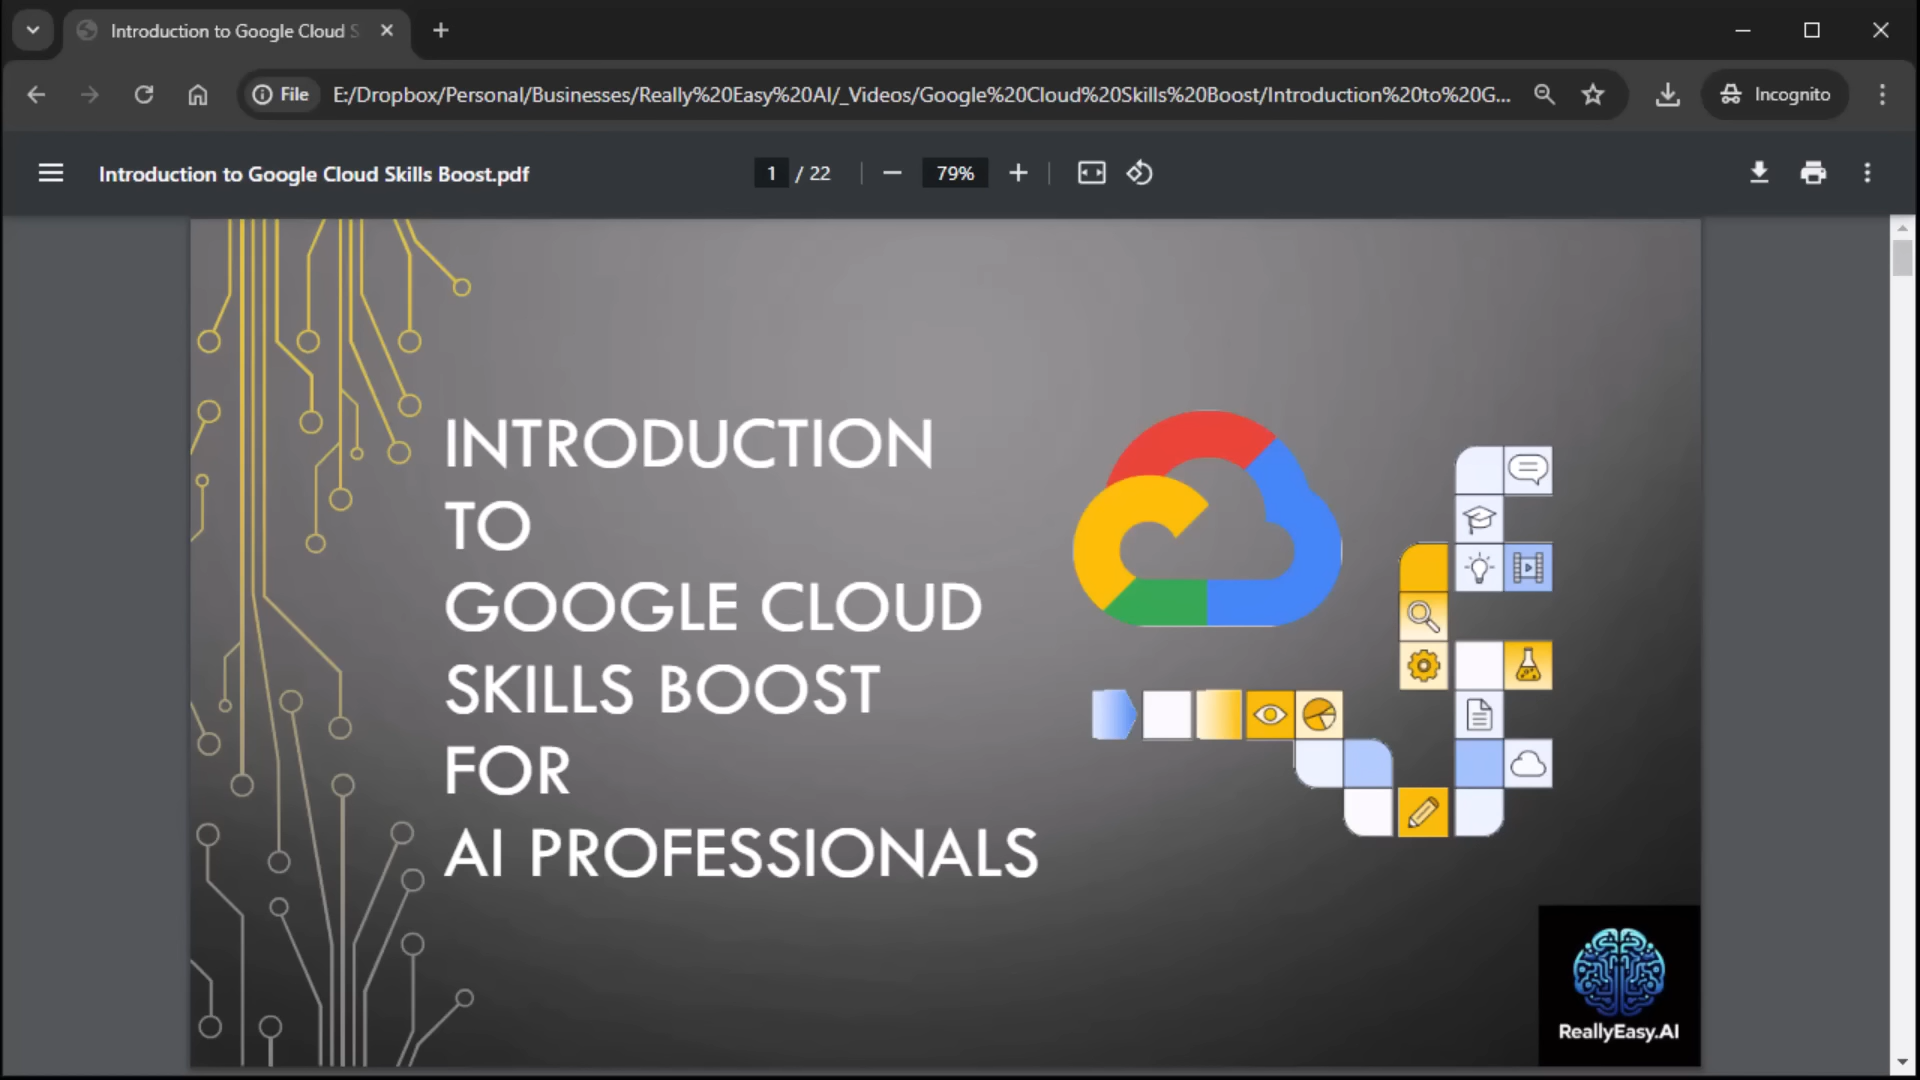 Introduction to Google Cloud S
File
E:/Dropbox/Personal/Businesses/Really%20Easy%20AI/_Videos/Google%20Cloud%20Skills%20Boost/Introduction%20to%20G...
Incognito
Introduction to Google Cloud Skills Boost.pdf
1 / 22
79%
INTRODUCTION
TO
GOOGLE CLOUD
SKILLS BOOST
FOR
AI PROFESSIONALS
ReallyEasy.AI